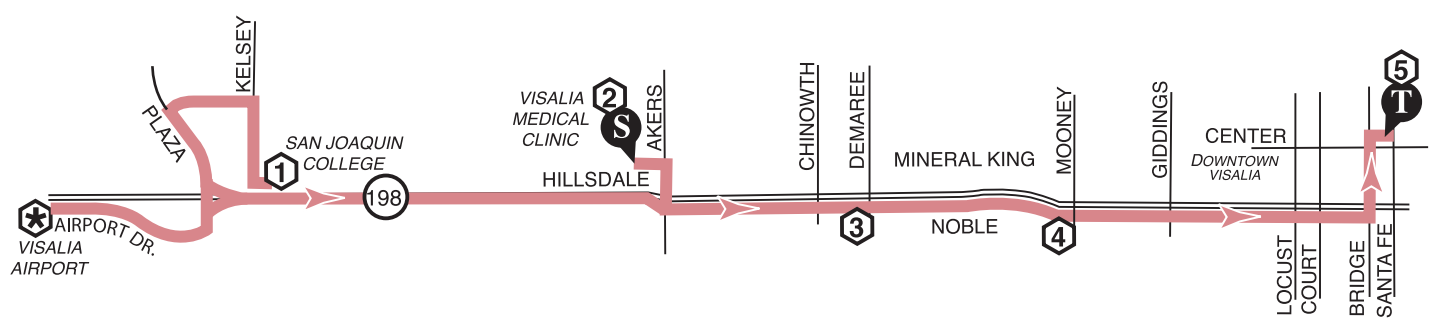 KELSEY
PLAZA
1
SAN JOAQUIN
COLLEGE
198
*
AIRPORT DR.
VISALIA
AIRPORT
2
VISALIA
MEDICAL
CLINIC
S
AKERS
HILLSDALE
CHINOWTH
DEMAREE
3
MINERAL KING
NOBLE
MOONEY
4
GIDDINGS
CENTER
DOWNTOWN
VISALIA
5
T
LOCUST
COURT
BRIDGE
SANTA FE